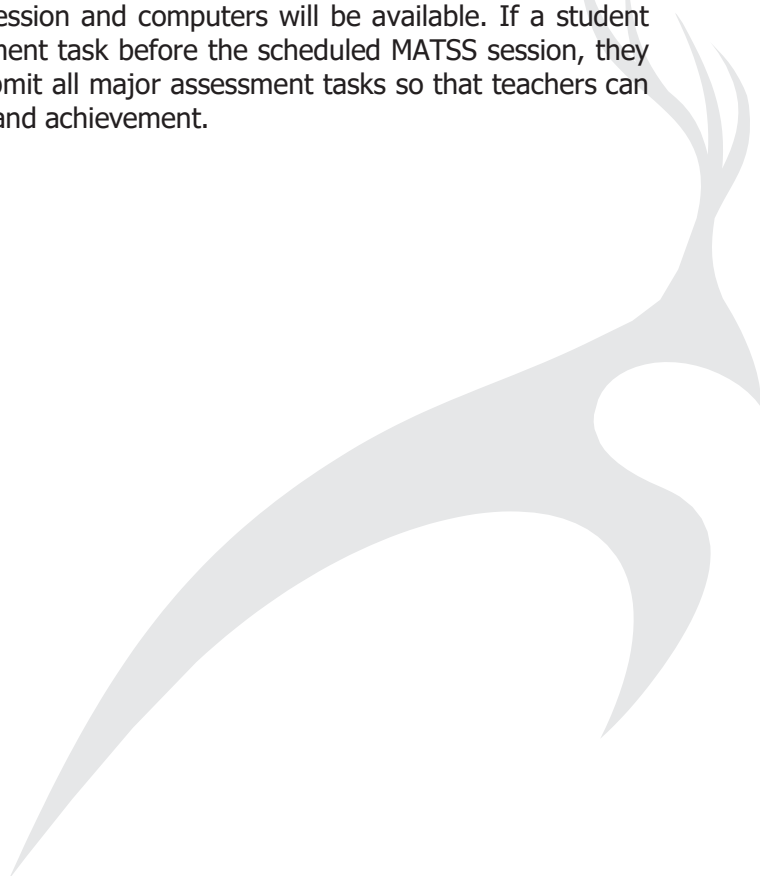 ession and computers will be available. If a student
ment task before the scheduled MATSS session, they
omit all major assessment tasks so that teachers can
and achievement.